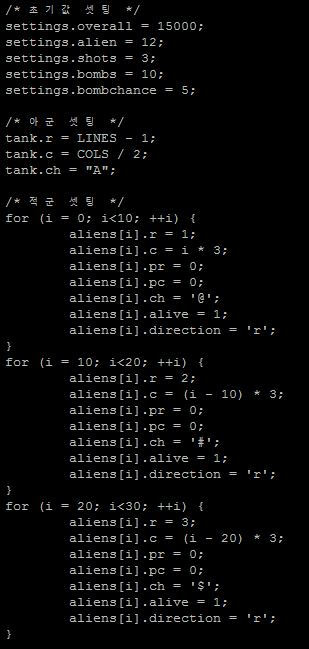 /* 초기값 셋팅 */
settings.overall = 15000;
settings.alien = 12;
settings.shots = 3;
settings.bombs = 10;
settings.bombchance = 5;

/* 아군 셋팅 */
tank.r = LINES - 1;
tank.c = COLS / 2;
tank.ch = "A";

/* 적군 셋팅 */
for (i = 0; i<10; ++i) {
        aliens[i].r = 1;
        aliens[i].c = i * 3;
        aliens[i].pr = 0;
        aliens[i].pc = 0;
        aliens[i].ch = '@';
        aliens[i].alive = 1;
        aliens[i].direction = 'r';
}
for (i = 10; i<20; ++i) {
        aliens[i].r = 2;
        aliens[i].c = (i - 10) * 3;
        aliens[i].pr = 0;
        aliens[i].pc = 0;
        aliens[i].ch = '#';
        aliens[i].alive = 1;
        aliens[i].direction = 'r';
}
for (i = 20; i<30; ++i) {
        aliens[i].r = 3;
        aliens[i].c = (i - 20) * 3;
        aliens[i].pr = 0;
        aliens[i].pc = 0;
        aliens[i].ch = '$';
        aliens[i].alive = 1;
        aliens[i].direction = 'r';
}